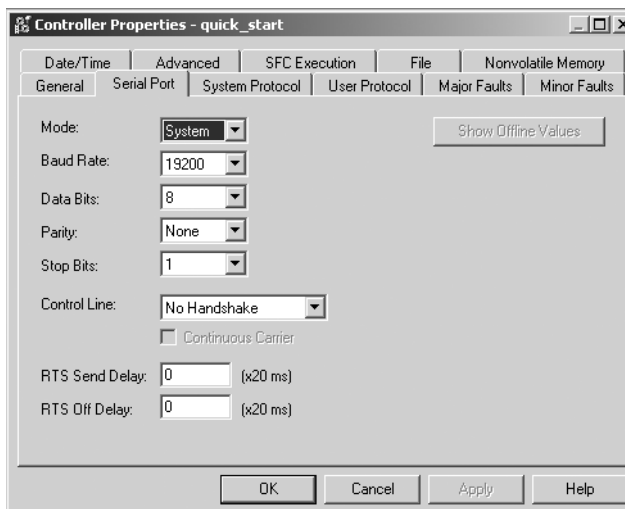 Controller Properties - quick_start
Date/Time Advanced SFC Execution File Nonvolatile Memory
General Serial Port System Protocol User Protocol Major Faults Minor Faults
Mode: System Show Offline Values
Baud Rate: 19200
Data Bits: 8
Parity: None
Stop Bits: 1
Control Line: No Handshake
Continuous Carrier
RTS Send Delay: 0 (x20 ms)
RTS Off Delay: 0 (x20 ms)
OK Cancel Apply Help